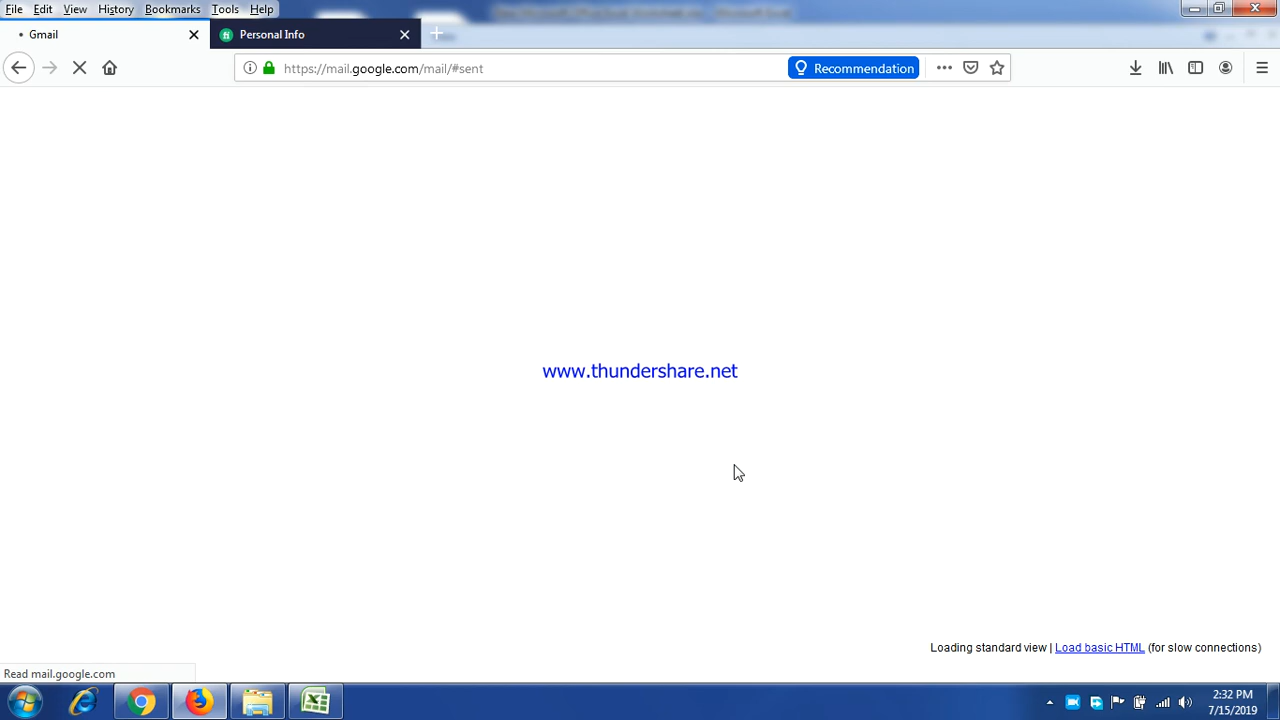 File Edit View History Bookmarks Tools Help
Gmail
Personal Info
https://mail.google.com/mail/#sent
Recommendation
www.thundershare.net
Loading standard view | Load basic HTML (for slow connections)
Read mail.google.com
2:32 PM
7/15/2019